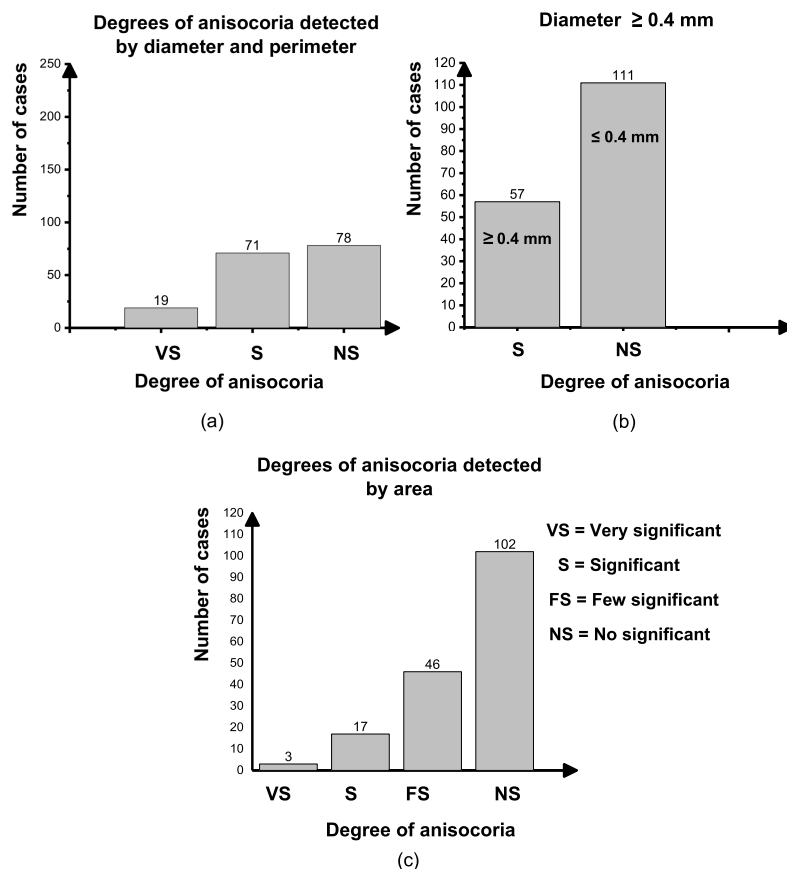 Degrees of anisocoria detected
by diameter and perimeter
Number of cases
250
200
150
100
50
0
19
71
78
VS
S
NS
Degree of anisocoria
(a)
Diameter ≥ 0.4 mm
Number of cases
120
110
100
90
80
70
60
50
40
30
20
10
0
57
≥ 0.4 mm
111
≤ 0.4 mm
S
NS
Degree of anisocoria
(b)
Degrees of anisocoria detected
by area
Number of cases
120
110
100
90
80
70
60
50
40
30
20
10
0
3
17
46
102
VS
S
FS
NS
Degree of anisocoria
(c)
VS = Very significant
S = Significant
FS = Few significant
NS = No significant